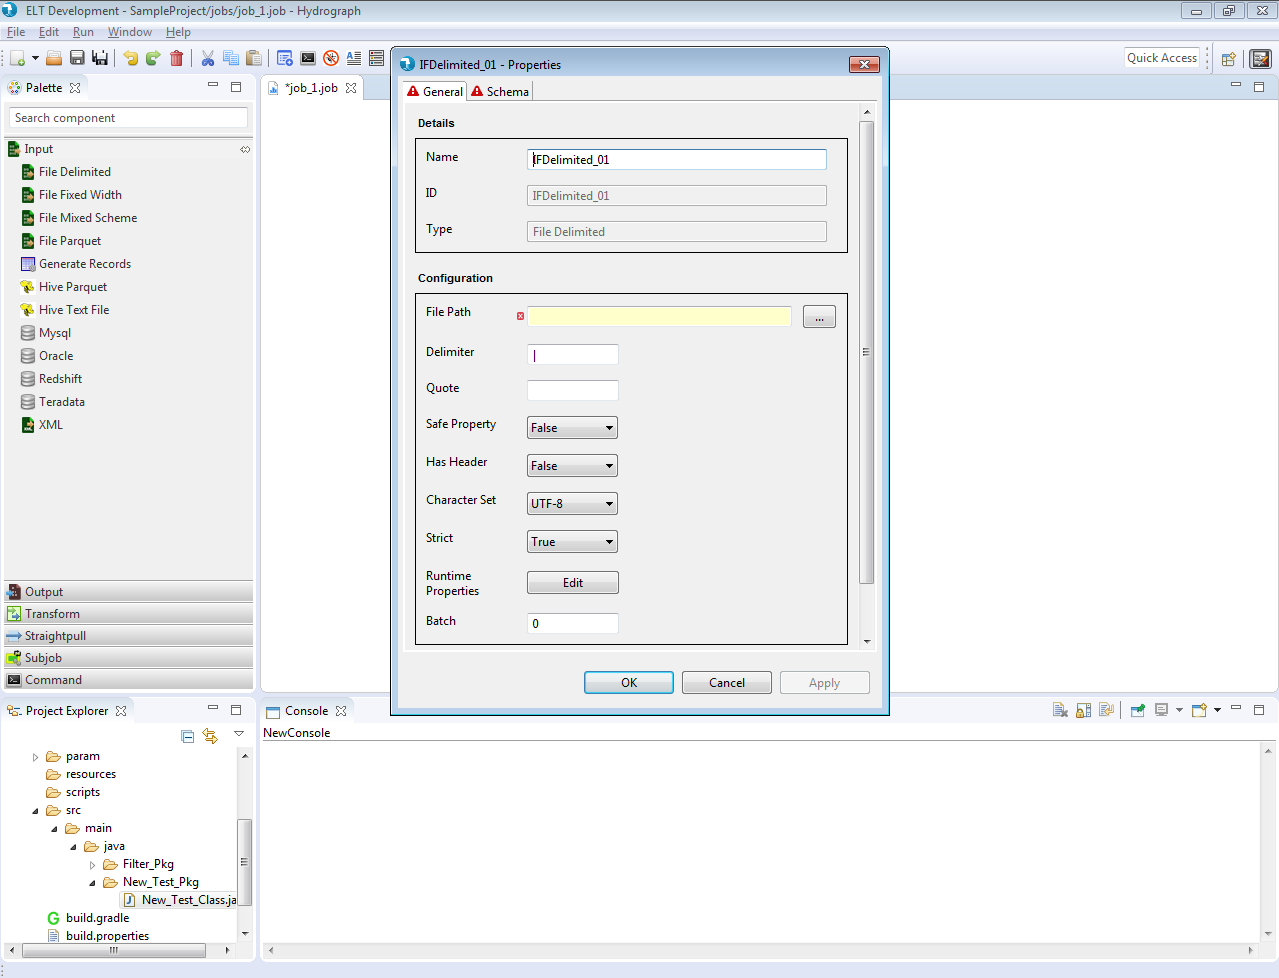 ELT Development - SampleProject/jobs/job_1.job - Hydrograph
File Edit Run Window Help
Quick Access
Palette
Search component
Input
File Delimited
File Fixed Width
File Mixed Scheme
File Parquet
Generate Records
Hive Parquet
Hive Text File
Mysql
Oracle
Redshift
Teradata
XML
Output
Transform
Straightpull
Subjob
Command
*job_1.job
IFDelimited_01 - Properties
General Schema
Details
Name IFDelimited_01
ID IFDelimited_01
Type File Delimited
Configuration
File Path ...
Delimiter |
Quote
Safe Property False
Has Header False
Character Set UTF-8
Strict True
Runtime
Properties Edit
Batch 0
OK Cancel Apply
Project Explorer
param
resources
scripts
src
main
java
Filter_Pkg
New_Test_Pkg
New_Test_Class.ja
build.gradle
build.properties
Console
NewConsole